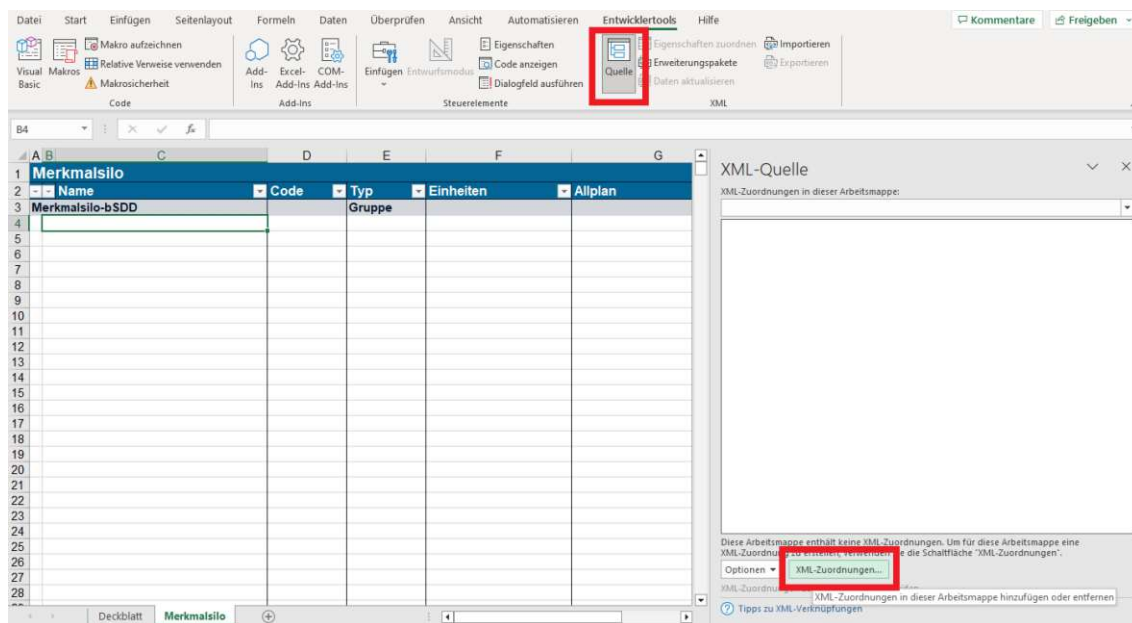 Datei Start Einfügen Seitenlayout Formeln Daten Überprüfen Ansicht Automatisieren Entwicklertools Hilfe Kommentare Freigeben
Visual Basic
Makros
Makro aufzeichnen
Relative Verweise verwenden
Makrosicherheit
Code
Add-Ins
Excel-Add-Ins
COM-Add-Ins
Add-Ins
Einfügen
Entwurfsmodus
Eigenschaften
Code anzeigen
Dialogfeld ausführen
Steuerelemente
Quelle
Eigenschaften zuordnen
Erweiterungspakete
Daten aktualisieren
Importieren
Exportieren
XML
B4 fx
A B C D E F G
1 Merkmalsilo
2 Name Code Typ Einheiten Allplan
3 Merkmalsilo-bSDD Gruppe
4
5
6
7
8
9
10
11
12
13
14
15
16
17
18
19
20
21
22
23
24
25
26
27
28
Deckblatt Merkmalsilo
XML-Quelle
XML-Zuordnungen in dieser Arbeitsmappe:
Diese Arbeitsmappe enthält keine XML-Zuordnungen. Um für diese Arbeitsmappe eine
XML-Zuordnung zu erstellen, verwenden Sie die Schaltfläche "XML-Zuordnungen".
Optionen XML-Zuordnungen...
XML-Zuordnungen in dieser Arbeitsmappe hinzufügen oder entfernen
Tipps zu XML-Verknüpfungen